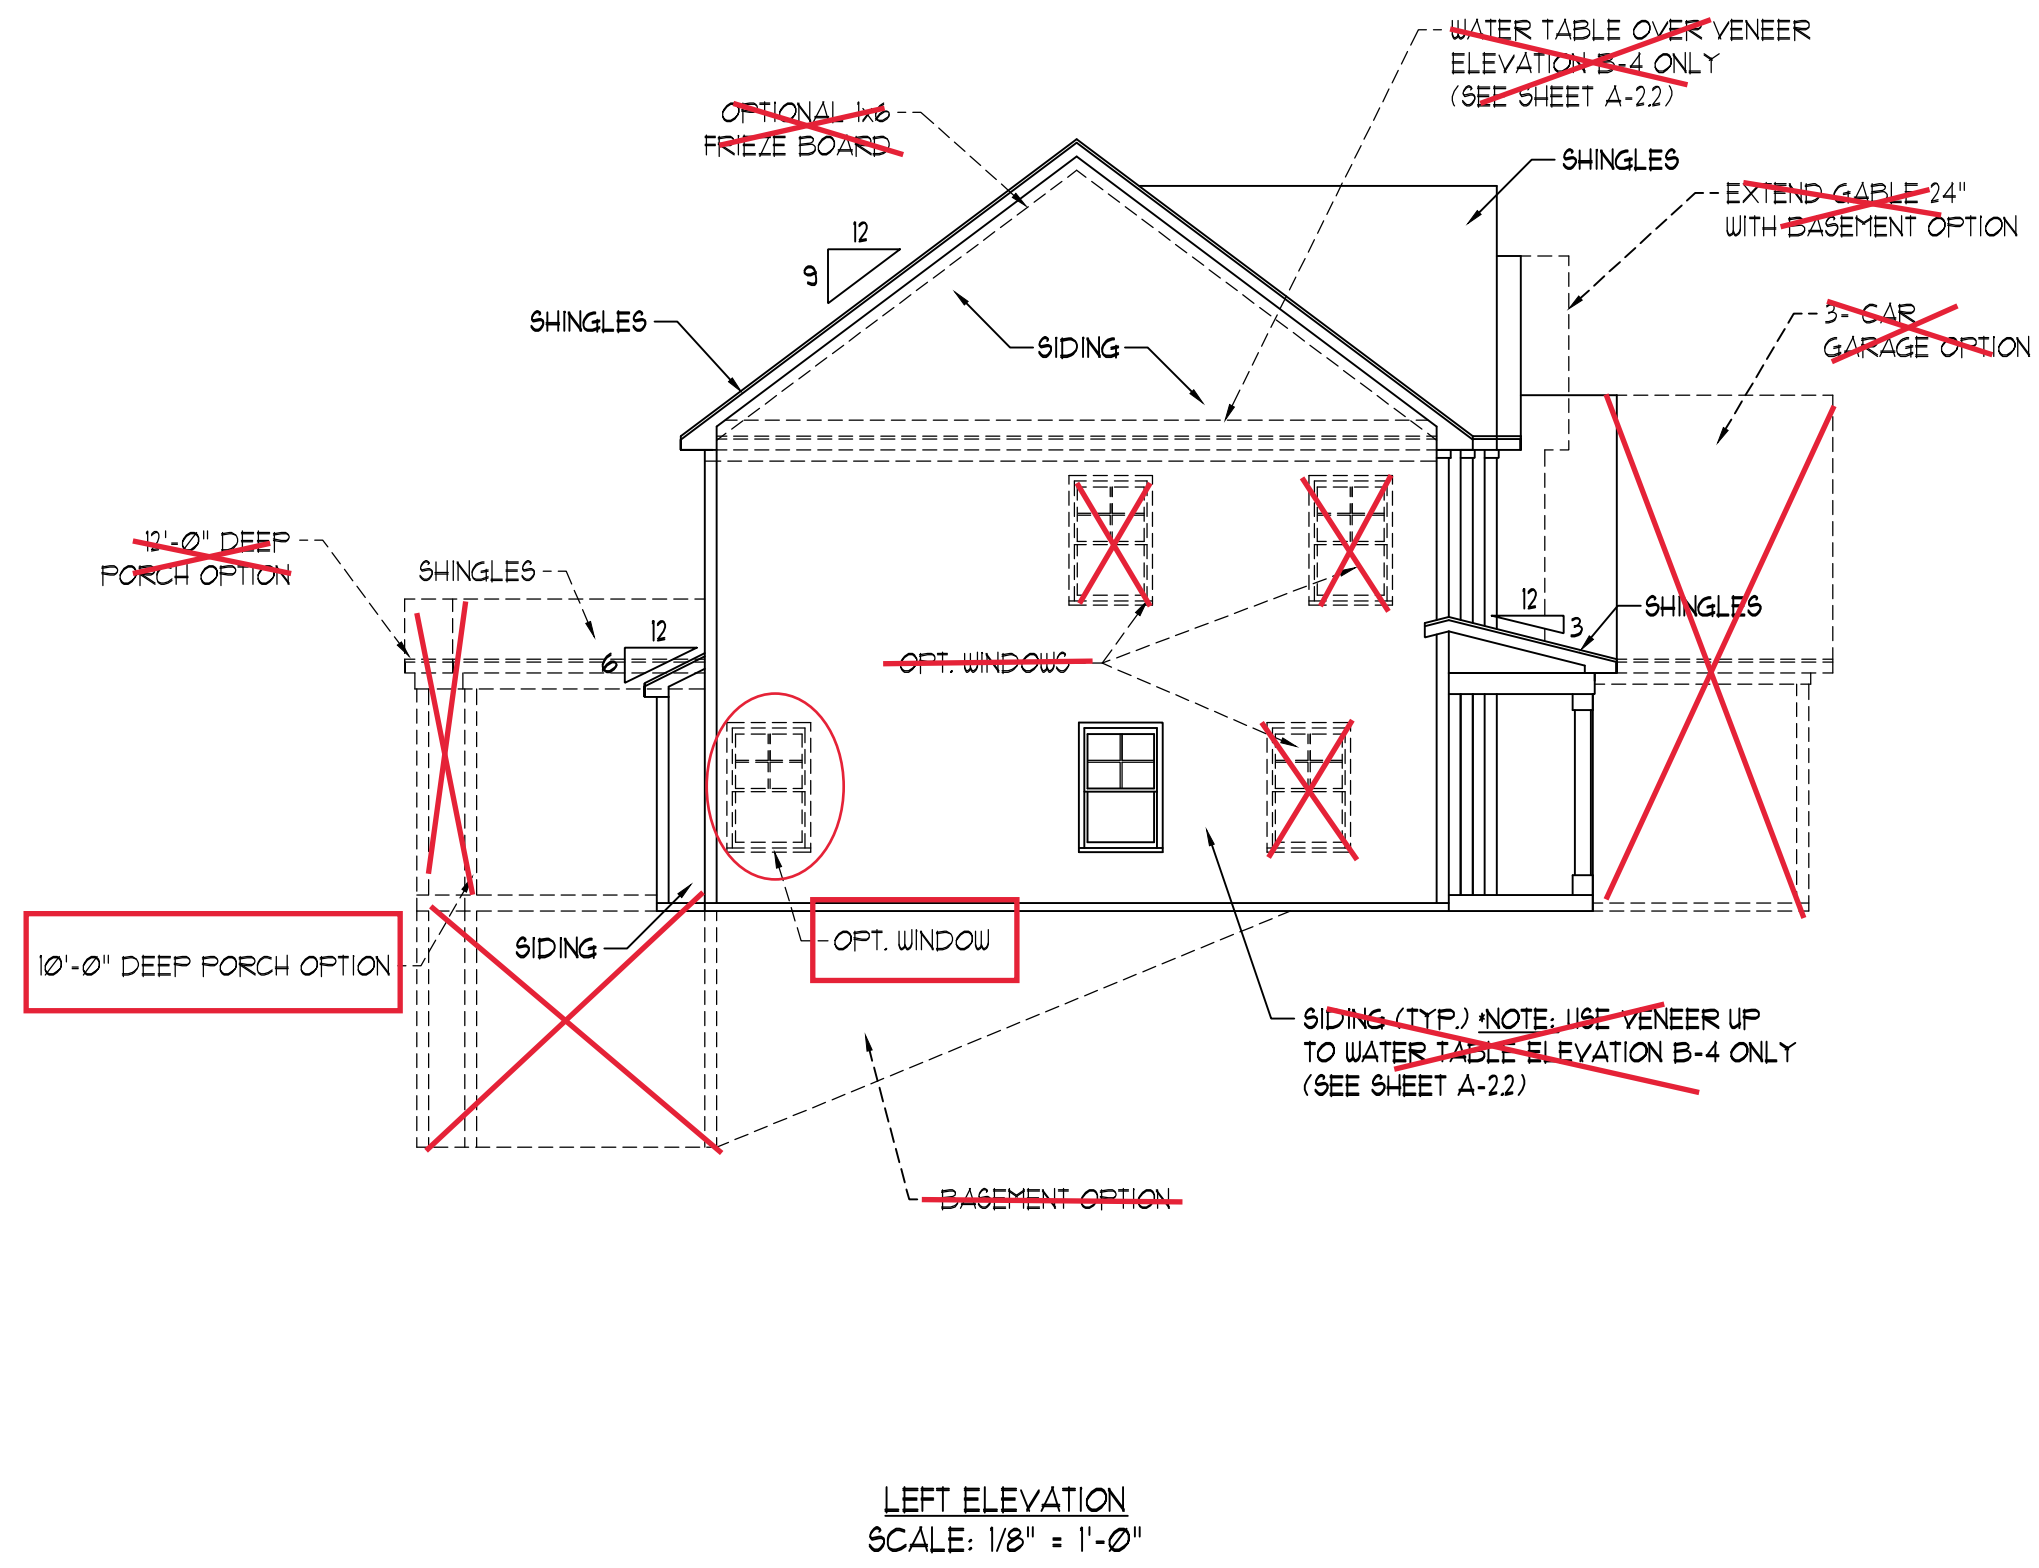 WATER TABLE OVER VENEER
ELEVATION B-4 ONLY
(SEE SHEET A-2.2)
OPTIONAL 1x6
FRIEZE BOARD
SHINGLES
EXTEND GABLE 24"
WITH BASEMENT OPTION
12
9
SHINGLES
SIDING
3- CAR
GARAGE OPTION
12'-0" DEEP
PORCH OPTION
SHINGLES
12
6
OPT. WINDOWS
12
3
SHINGLES
10'-0" DEEP PORCH OPTION
SIDING
OPT. WINDOW
SIDING (TYP.) *NOTE: USE VENEER UP
TO WATER TABLE ELEVATION B-4 ONLY
(SEE SHEET A-2.2)
BASEMENT OPTION
LEFT ELEVATION
SCALE: 1/8" = 1'-0"